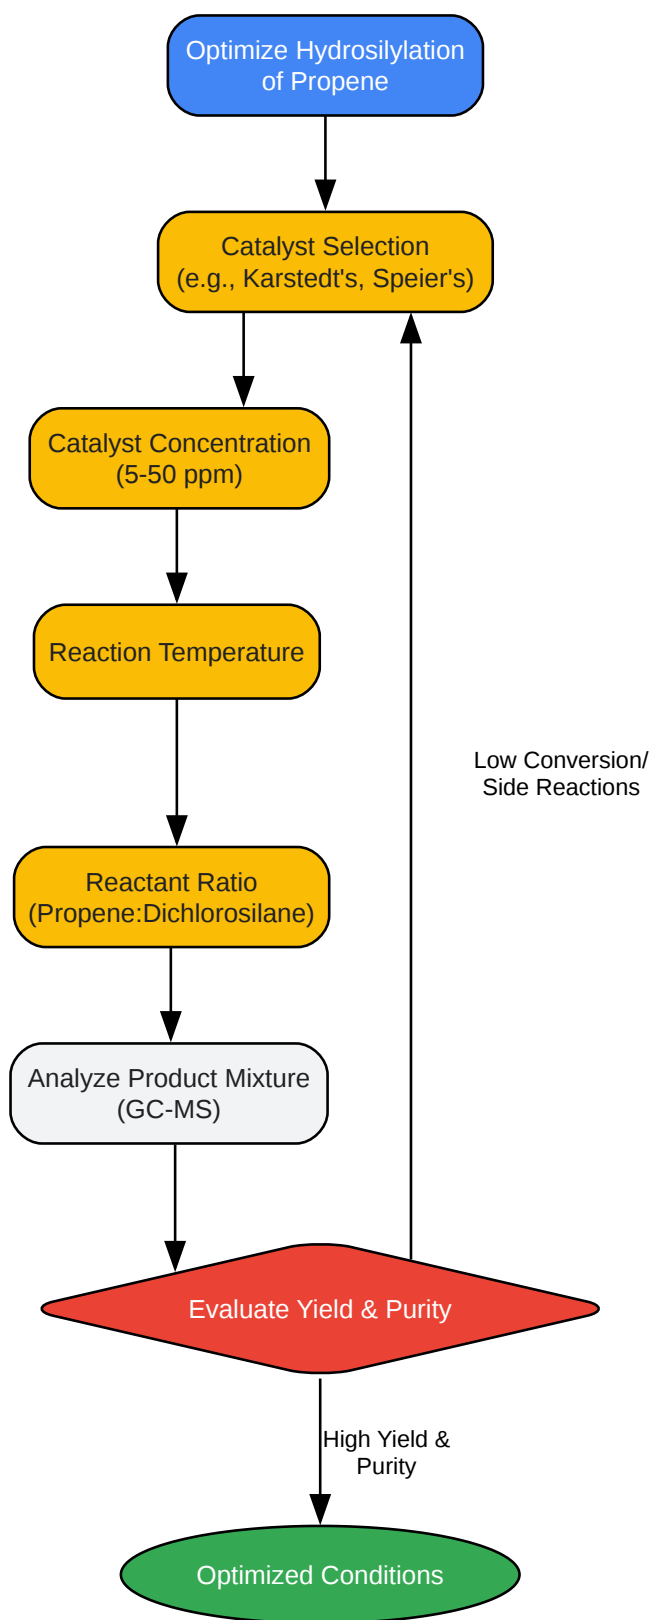 Optimize Hydrosilylation
of Propene
Catalyst Selection
(e.g., Karstedt's, Speier's)
Catalyst Concentration
(5-50 ppm)
Reaction Temperature
Low Conversion/
Side Reactions
Reactant Ratio
(Propene:Dichlorosilane)
Analyze Product Mixture
(GC-MS)
Evaluate Yield & Purity
High Yield &
Purity
Optimized Conditions